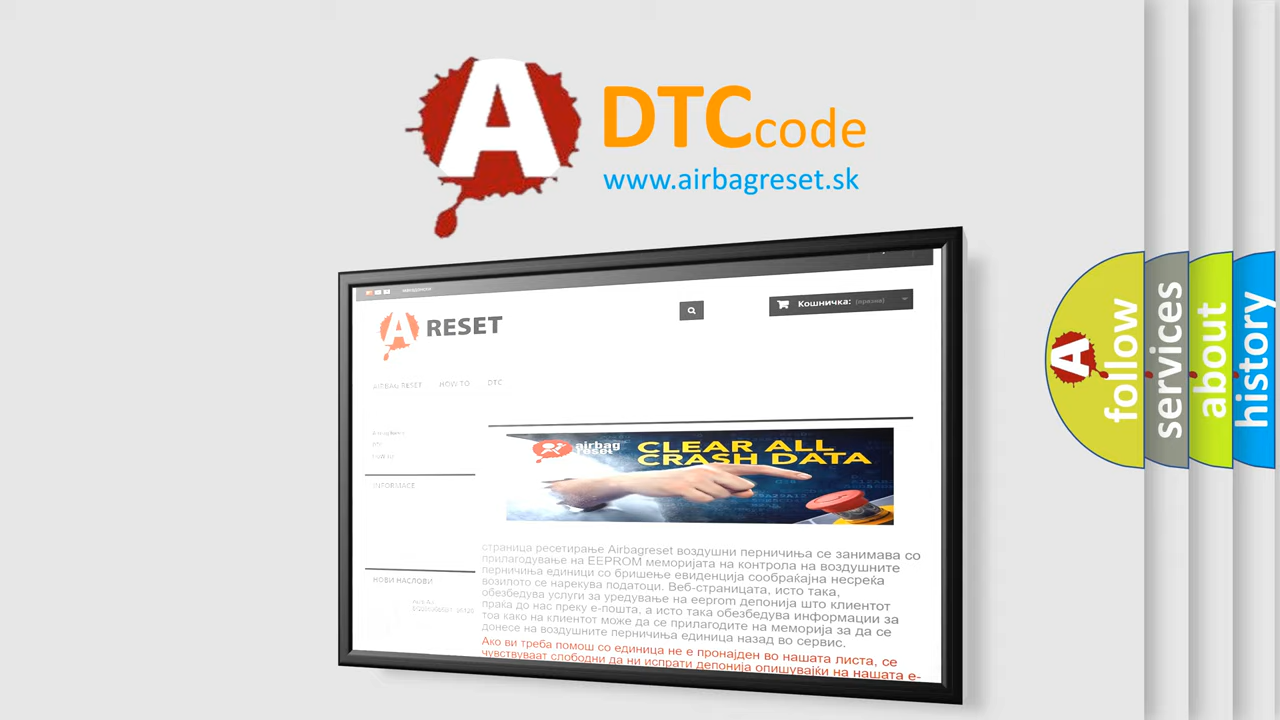 A DTC code
www.airbagreset.sk
Кошничка: (празни)
A RESET
AIRBAG RESET HOW TO DTC
airbag
reset
CLEAR ALL
CRASH DATA
INFORMACE
страница ресетирање Airbagreset воздушни перничиња се занимава со
прилагодување на EEPROM меморијата на контрола на воздушните
перничиња единици со бришење евиденција сообраќајна несреќа
возилото се нарекува податоци. Веб-страницата, исто така,
обезбедува услуги за уредување на eeprom депонија што клиентот
праќа до нас преку е-пошта, а исто така обезбедува информации за
тоа како на клиентот може да се прилагодите на меморија за да се
донесе на воздушните перничиња единица назад во сервис.
Ако ви треба помош со единица не е пронајден во нашата листа, се
чувствуваат слободни да ни испрати депонија опишувајќи на нашата е-
НОВИ НАСЛОВИ
A follow
services
about
history